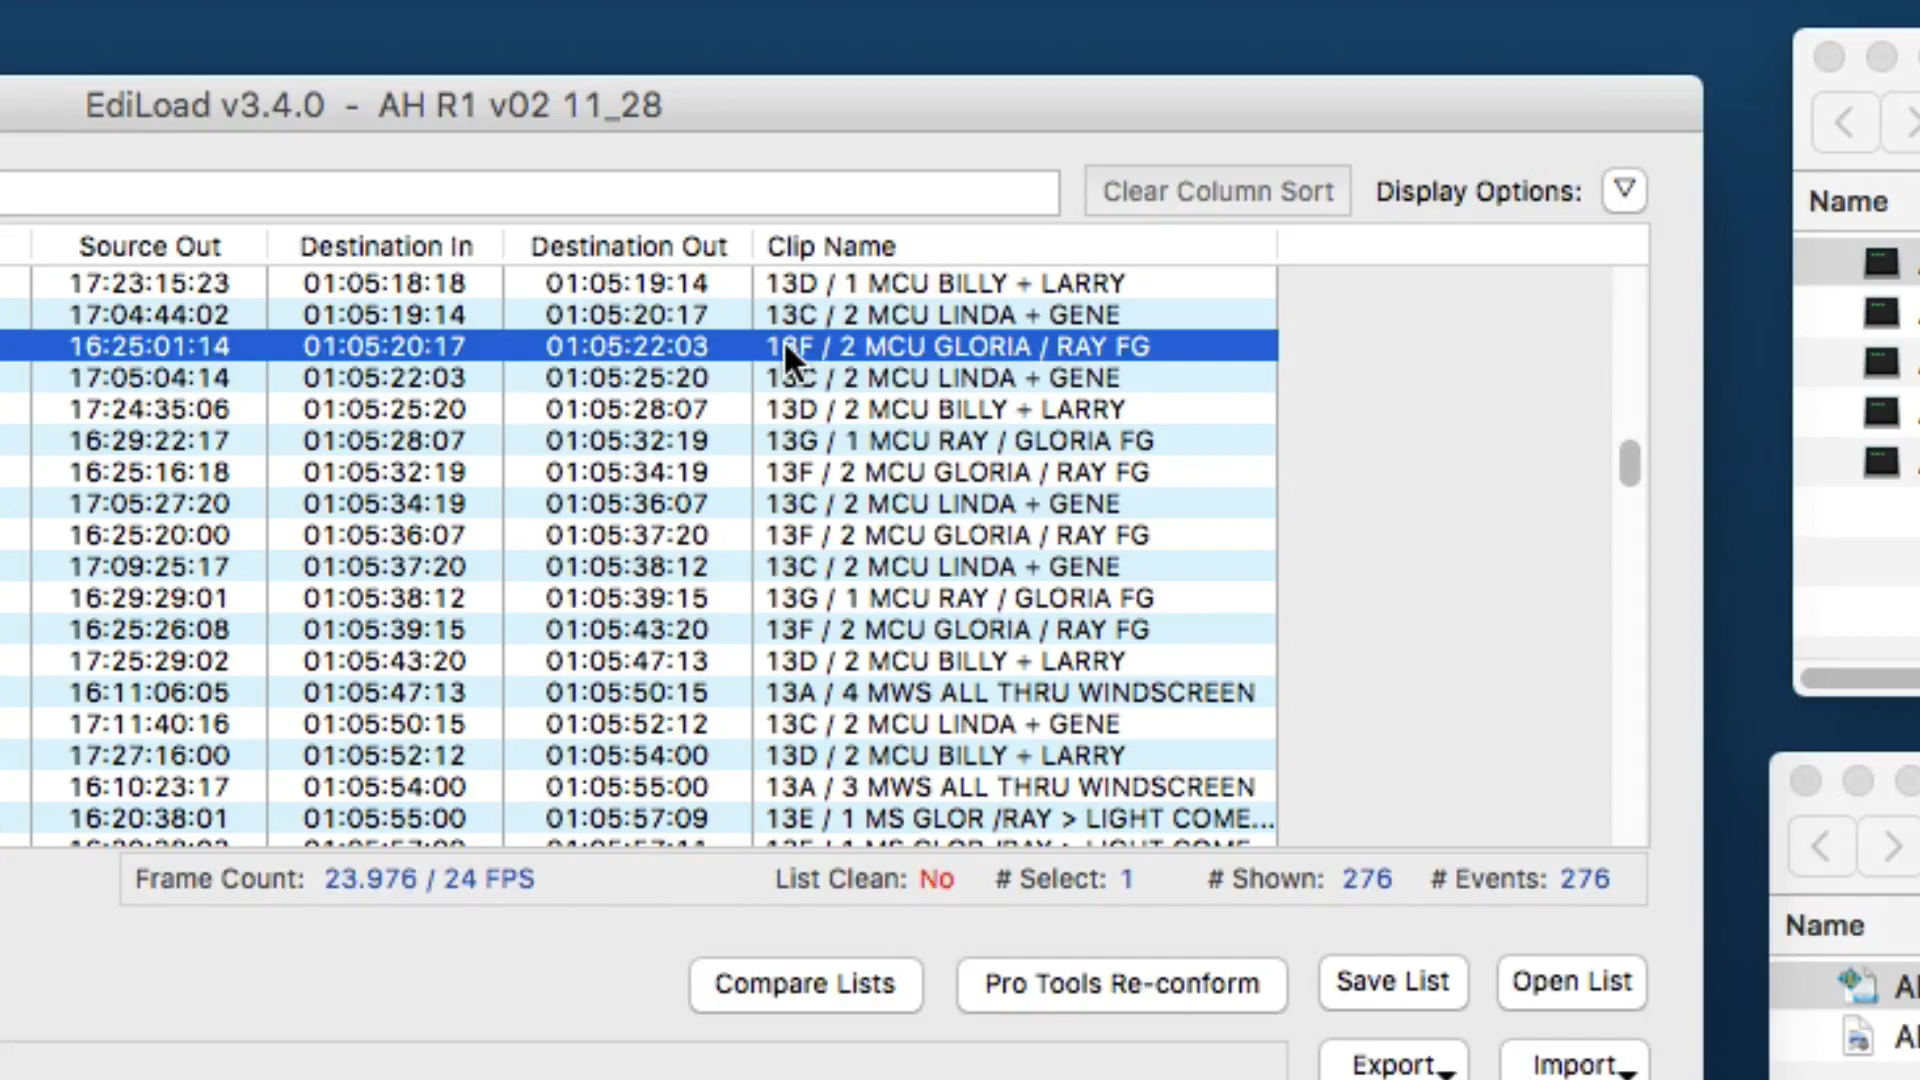 EdiLoad v3.4.0 - AH R1 v02 11_28
Clear Column Sort Display Options:
Source Out Destination In Destination Out Clip Name
17:23:15:23 01:05:18:18 01:05:19:14 13D / 1 MCU BILLY + LARRY
17:04:44:02 01:05:19:14 01:05:20:17 13C / 2 MCU LINDA + GENE
16:25:01:14 01:05:20:17 01:05:22:03 13F / 2 MCU GLORIA / RAY FG
17:05:04:14 01:05:22:03 01:05:25:20 13C / 2 MCU LINDA + GENE
17:24:35:06 01:05:25:20 01:05:28:07 13D / 2 MCU BILLY + LARRY
16:29:22:17 01:05:28:07 01:05:32:19 13G / 1 MCU RAY / GLORIA FG
16:25:16:18 01:05:32:19 01:05:34:19 13F / 2 MCU GLORIA / RAY FG
17:05:27:20 01:05:34:19 01:05:36:07 13C / 2 MCU LINDA + GENE
16:25:20:00 01:05:36:07 01:05:37:20 13F / 2 MCU GLORIA / RAY FG
17:09:25:17 01:05:37:20 01:05:38:12 13C / 2 MCU LINDA + GENE
16:29:29:01 01:05:38:12 01:05:39:15 13G / 1 MCU RAY / GLORIA FG
16:25:26:08 01:05:39:15 01:05:43:20 13F / 2 MCU GLORIA / RAY FG
17:25:29:02 01:05:43:20 01:05:47:13 13D / 2 MCU BILLY + LARRY
16:11:06:05 01:05:47:13 01:05:50:15 13A / 4 MWS ALL THRU WINDSCREEN
17:11:40:16 01:05:50:15 01:05:52:12 13C / 2 MCU LINDA + GENE
17:27:16:00 01:05:52:12 01:05:54:00 13D / 2 MCU BILLY + LARRY
16:10:23:17 01:05:54:00 01:05:55:00 13A / 3 MWS ALL THRU WINDSCREEN
16:20:38:01 01:05:55:00 01:05:57:09 13E / 1 MS GLOR /RAY > LIGHT COME...
Frame Count: 23.976 / 24 FPS List Clean: No # Select: 1 # Shown: 276 # Events: 276
Compare Lists Pro Tools Re-conform Save List Open List
Export Import
Name
Name